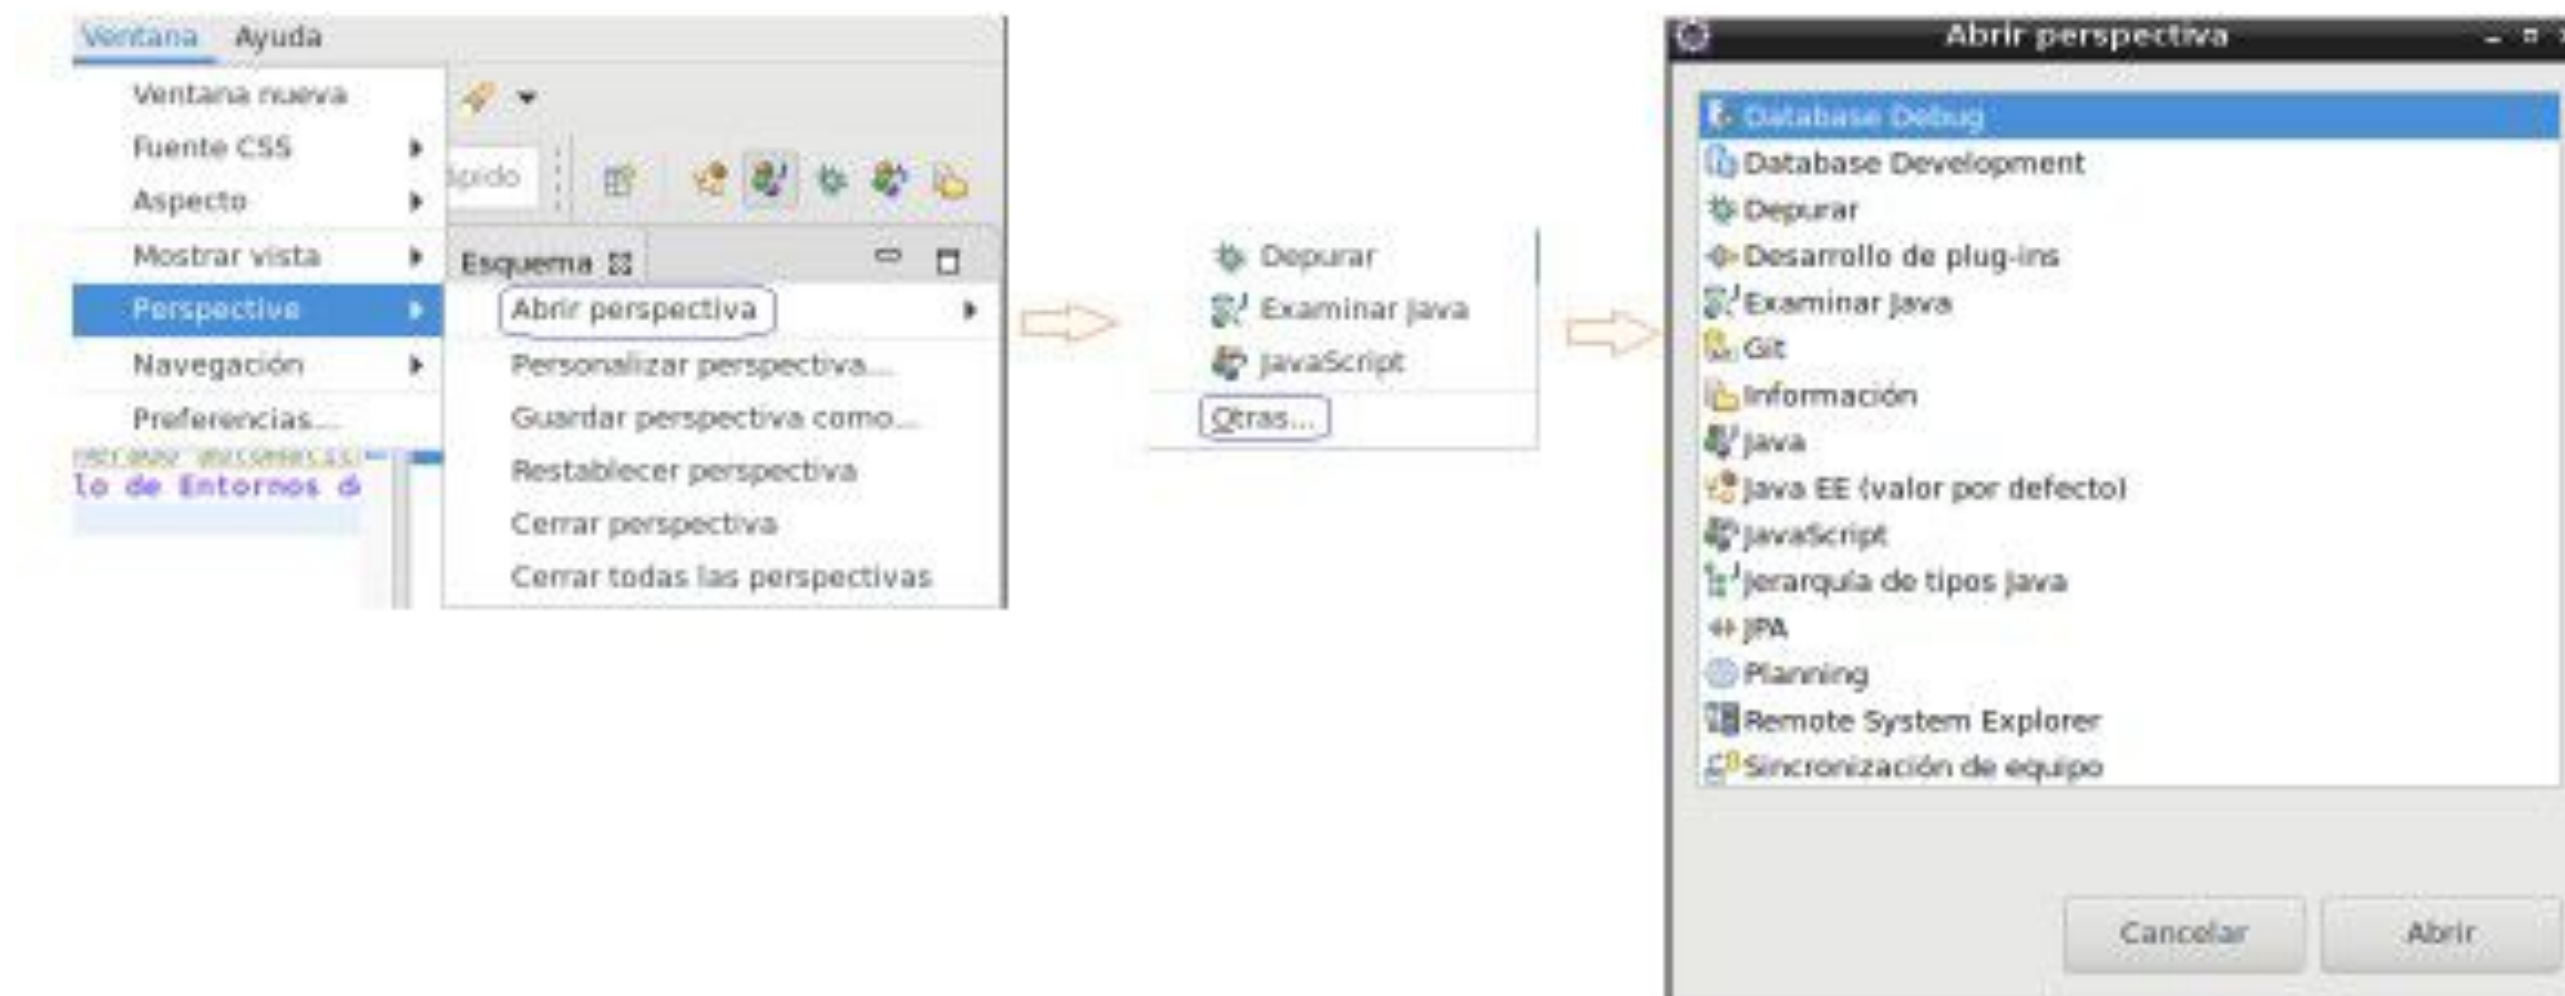 Ventana Ayuda
Ventana nueva
Fuente CSS
Aspecto
Mostrar vista
Perspective
Navegación
Preferencias...
lo de Entornos de
ápido
Esquema
Abrir perspectiva
Personalizar perspectiva...
Guardar perspectiva como...
Restablecer perspectiva
Cerrar perspectiva
Cerrar todas las perspectivas
Depurar
Examinar Java
JavaScript
Otras...
Abrir perspectiva
Database Debug
Database Development
Depurar
Desarrollo de plug-ins
Examinar Java
Git
Información
Java
Java EE (valor por defecto)
JavaScript
Jerarquía de tipos Java
JPA
Planning
Remote System Explorer
Sincronización de equipo
Cancelar Abrir